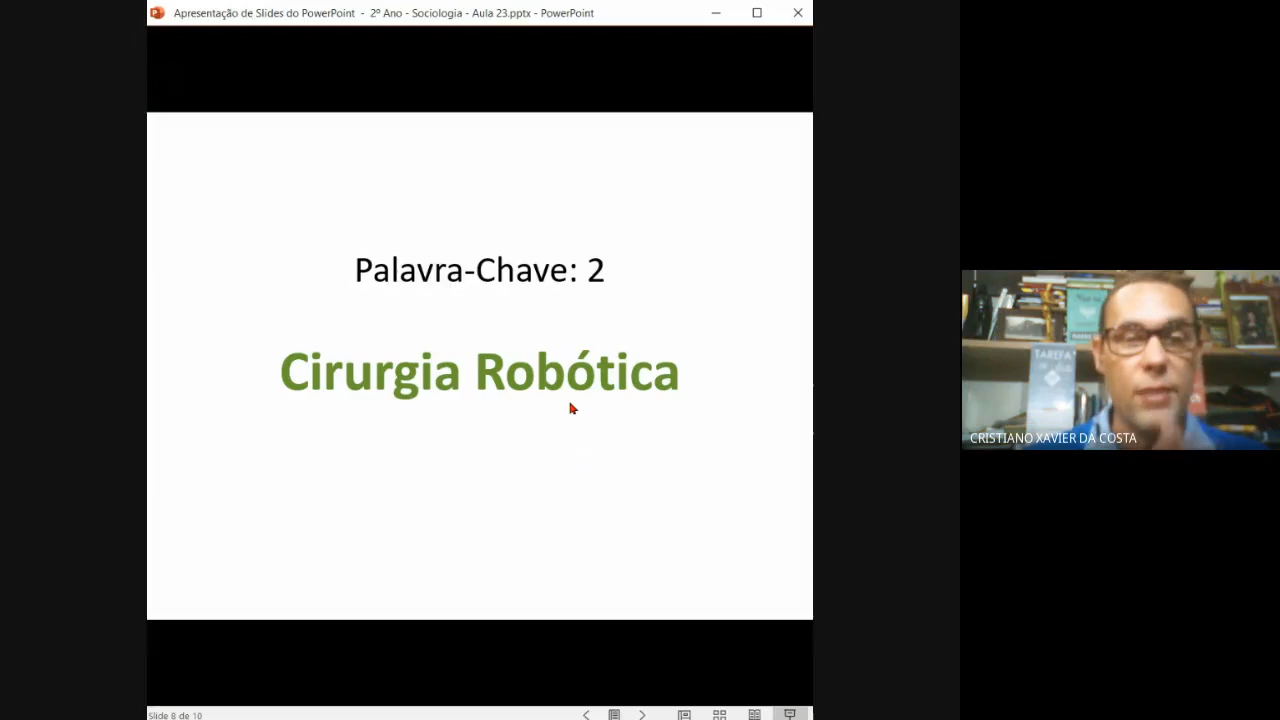 Apresentação de Slides do PowerPoint - 2º Ano - Sociologia - Aula 23.pptx - PowerPoint
Palavra-Chave: 2
Cirurgia Robótica
TAREFA
CRISTIANO XAVIER DA COSTA
Slide 8 de 10